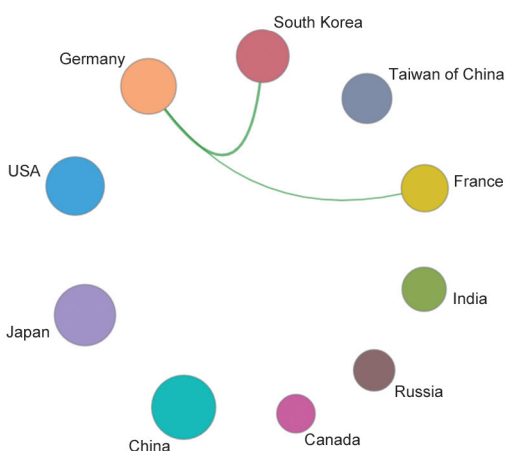 South Korea
Germany
Taiwan of China
USA
France
India
Japan
Russia
Canada
China